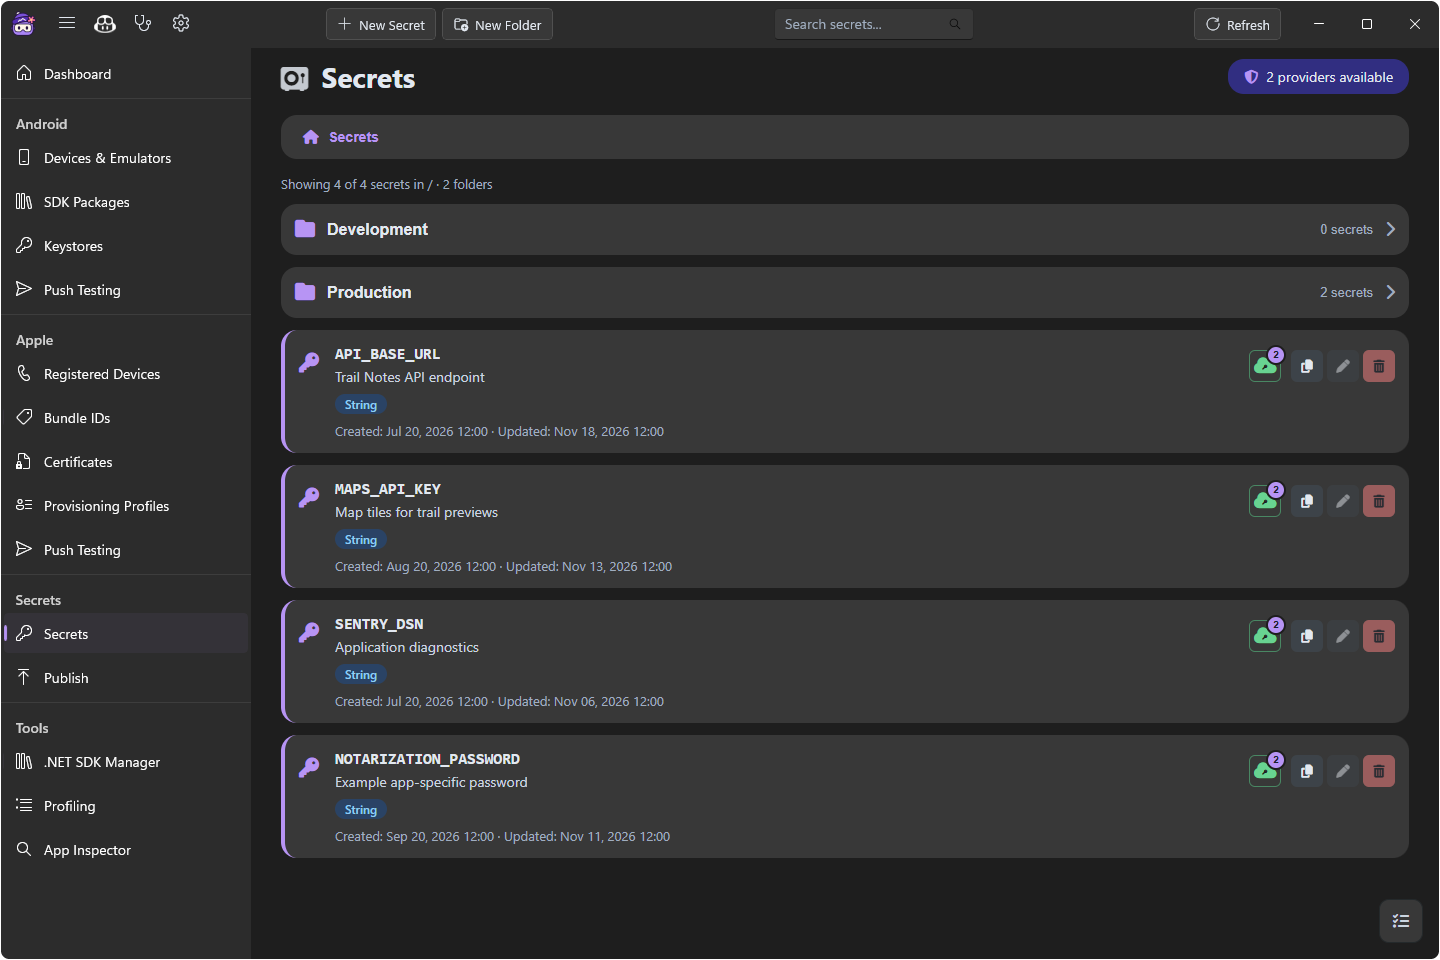 New Secret
New Folder
Search secrets...
Refresh
Dashboard
Android
Devices & Emulators
SDK Packages
Keystores
Push Testing
Apple
Registered Devices
Bundle IDs
Certificates
Provisioning Profiles
Push Testing
Secrets
Secrets
Publish
Tools
.NET SDK Manager
Profiling
App Inspector
Secrets
2 providers available
Secrets
Showing 4 of 4 secrets in / · 2 folders
Development
0 secrets
Production
2 secrets
API_BASE_URL
Trail Notes API endpoint
String
Created: Jul 20, 2026 12:00 · Updated: Nov 18, 2026 12:00
2
MAPS_API_KEY
Map tiles for trail previews
String
Created: Aug 20, 2026 12:00 · Updated: Nov 13, 2026 12:00
2
SENTRY_DSN
Application diagnostics
String
Created: Jul 20, 2026 12:00 · Updated: Nov 06, 2026 12:00
2
NOTARIZATION_PASSWORD
Example app-specific password
String
Created: Sep 20, 2026 12:00 · Updated: Nov 11, 2026 12:00
2